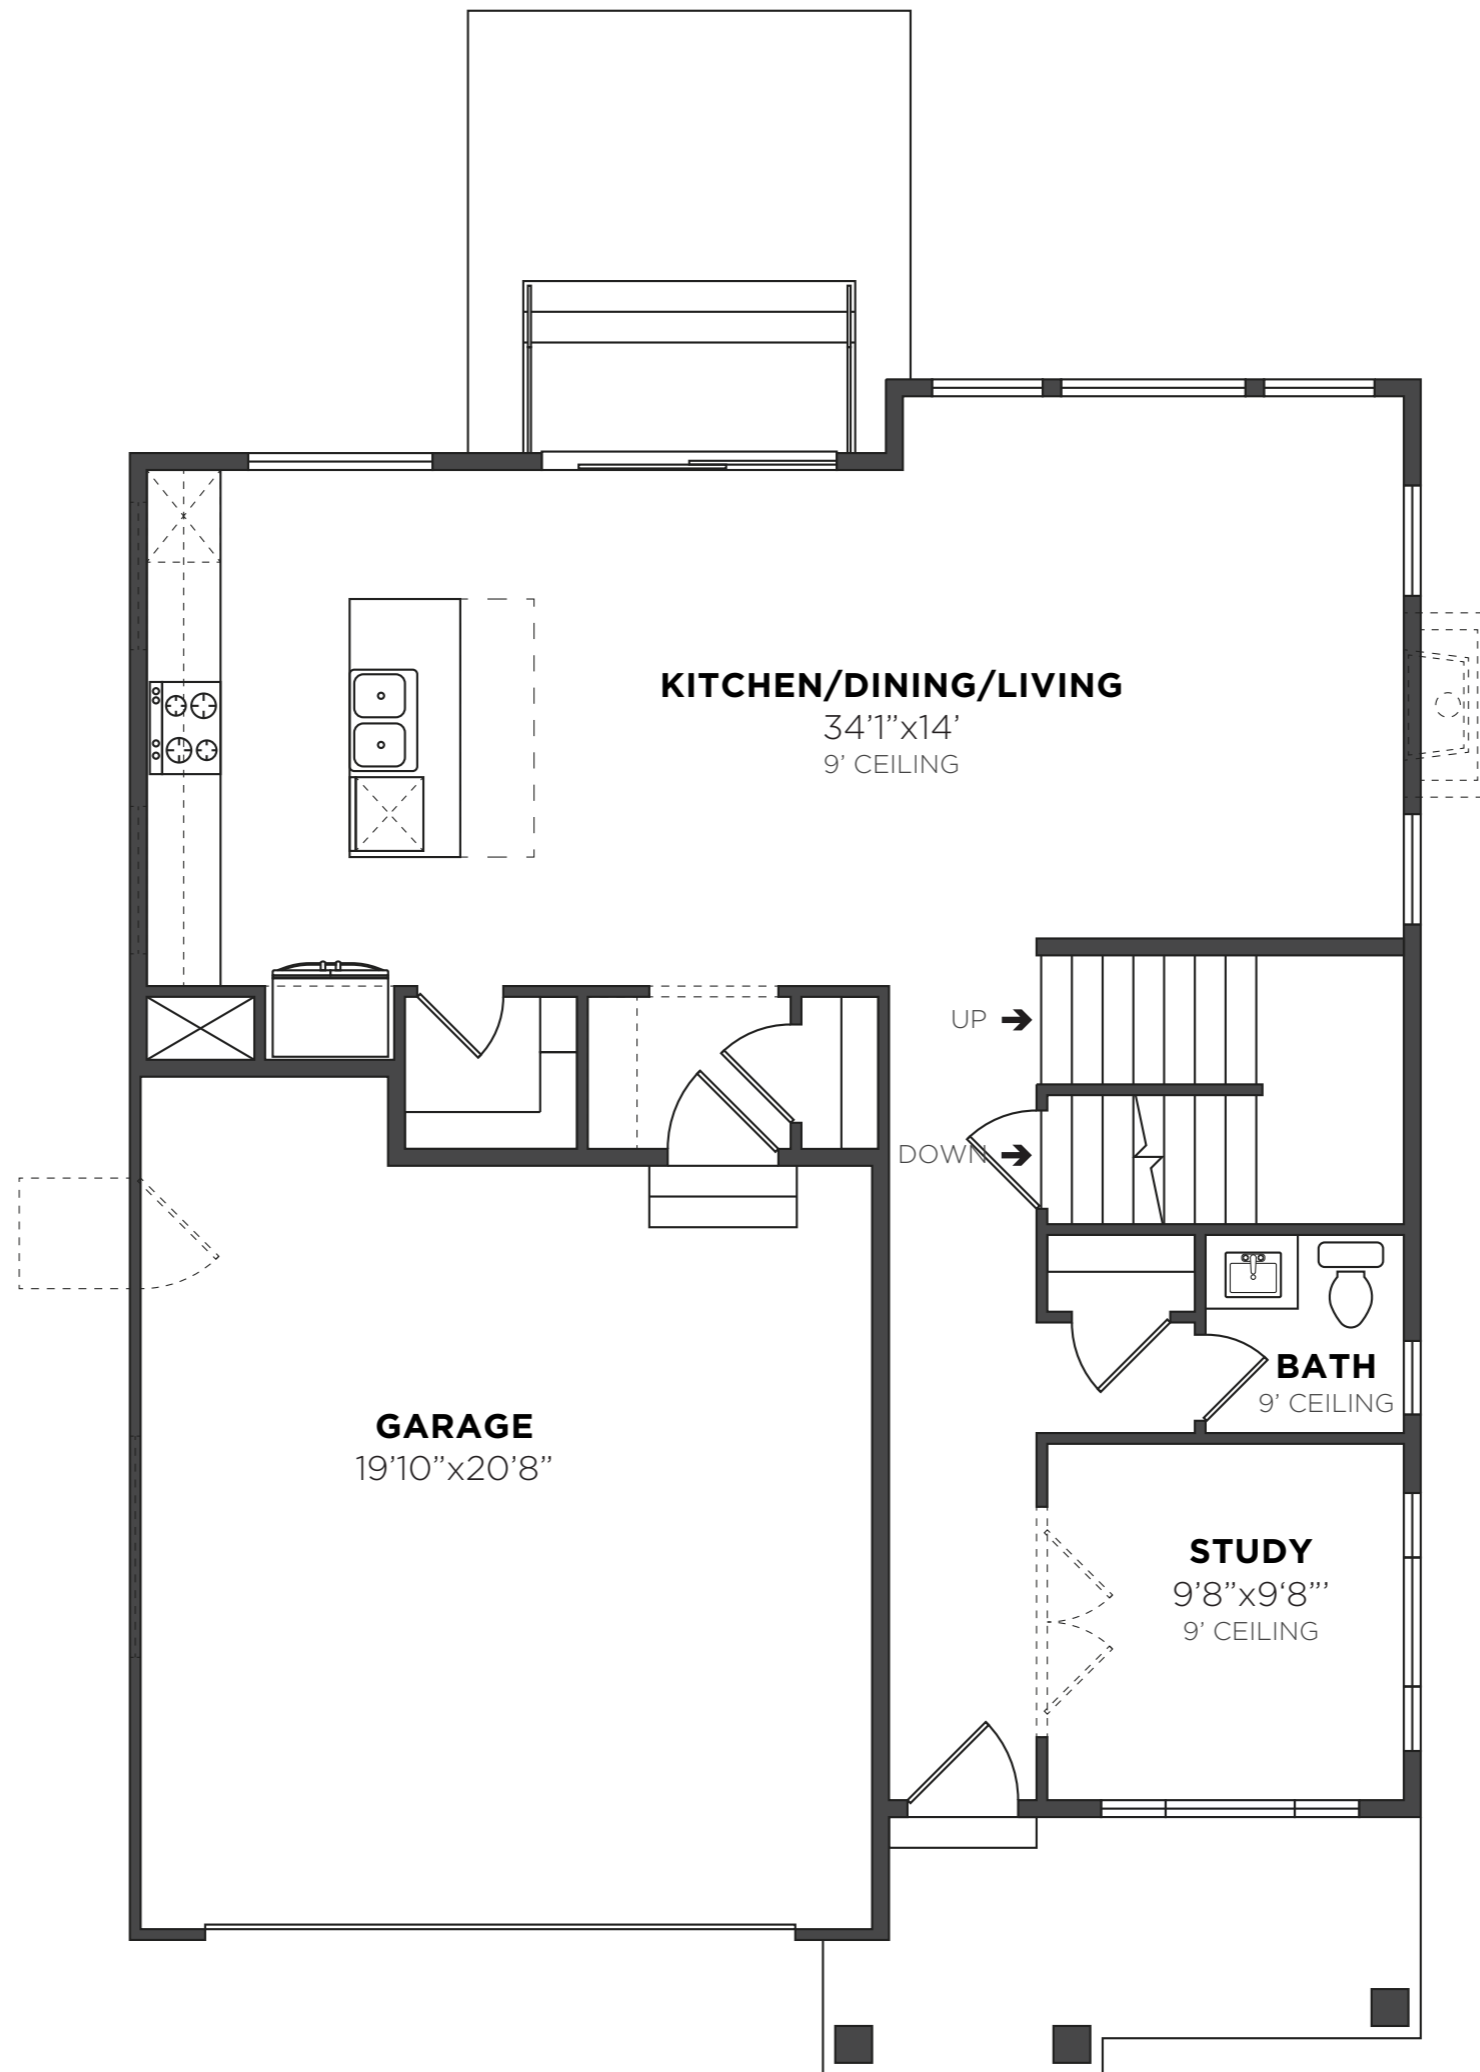 KITCHEN/DINING/LIVING
34’1”x14’
9’ CEILING
UP
DOWN
BATH
9’ CEILING
GARAGE
19’10”x20’8”
STUDY
9’8”x9‘8”’
9’ CEILING